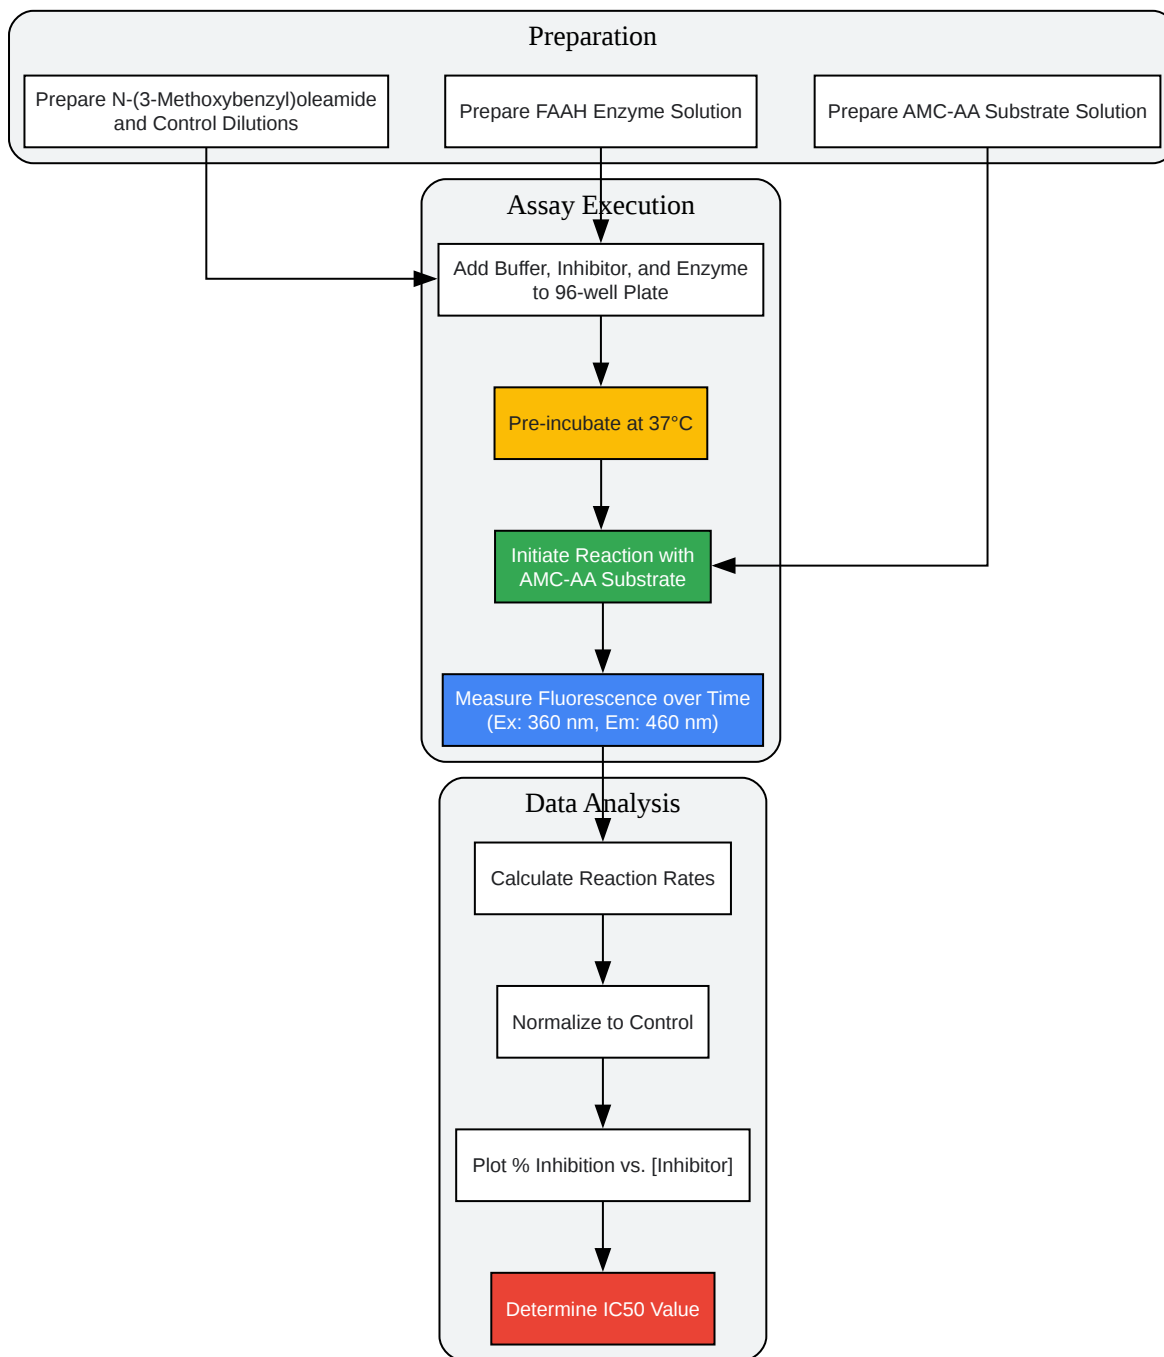 Preparation
Prepare N-(3-Methoxybenzyl)oleamide
and Control Dilutions
Prepare FAAH Enzyme Solution
Prepare AMC-AA Substrate Solution
Assay Execution
Add Buffer, Inhibitor, and Enzyme
to 96-well Plate
Pre-incubate at 37°C
Initiate Reaction with
AMC-AA Substrate
Measure Fluorescence over Time
(Ex: 360 nm, Em: 460 nm)
Data Analysis
Calculate Reaction Rates
Normalize to Control
Plot % Inhibition vs. [Inhibitor]
Determine IC50 Value